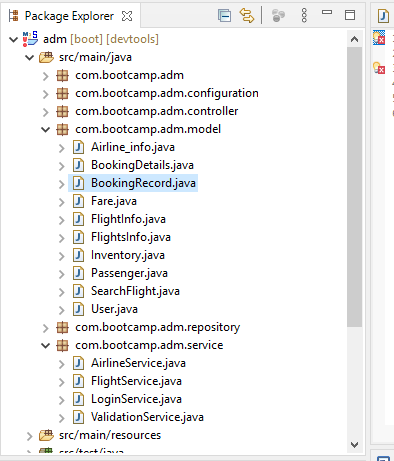 Package Explorer
adm [boot] [devtools]
src/main/java
com.bootcamp.adm
com.bootcamp.adm.configuration
com.bootcamp.adm.controller
com.bootcamp.adm.model
Airline_info.java
BookingDetails.java
BookingRecord.java
Fare.java
FlightInfo.java
FlightsInfo.java
Inventory.java
Passenger.java
SearchFlight.java
User.java
com.bootcamp.adm.repository
com.bootcamp.adm.service
AirlineService.java
FlightService.java
LoginService.java
ValidationService.java
src/main/resources
src/test/java